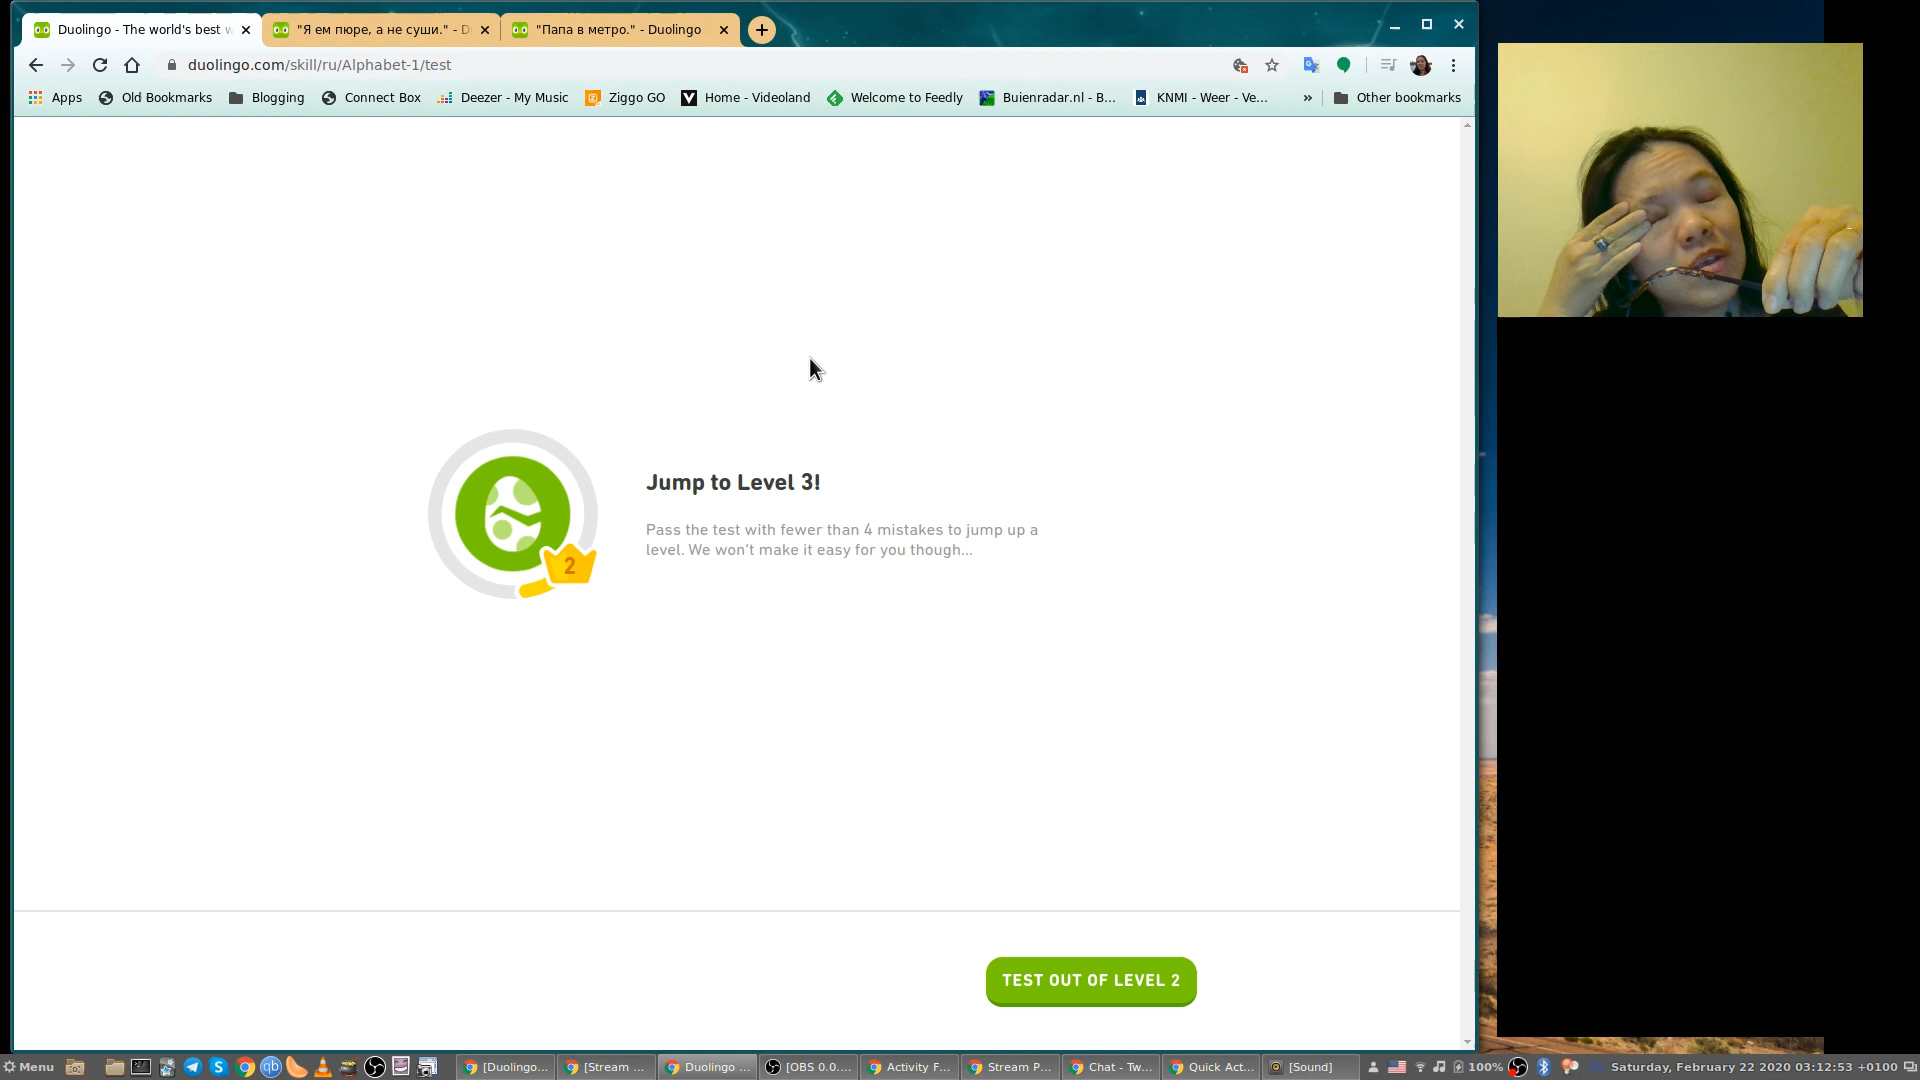 Duolingo - The world's best w
"Я ем пюре, а не суши." - D
"Папа в метро." - Duolingo
duolingo.com/skill/ru/Alphabet-1/test
Apps
Old Bookmarks
Blogging
Connect Box
Deezer - My Music
Ziggo GO
Home - Videoland
Welcome to Feedly
Buienradar.nl - B...
KNMI - Weer - Ve...
»
Other bookmarks
Jump to Level 3!
Pass the test with fewer than 4 mistakes to jump up a
level. We won't make it easy for you though...
2
TEST OUT OF LEVEL 2
Menu
[Duolingo...
[Stream ...
Duolingo ...
[OBS 0.0....
Activity F...
Stream P...
Chat - Tw...
Quick Act...
[Sound]
100%
Saturday, February 22 2020 03:12:53 +0100